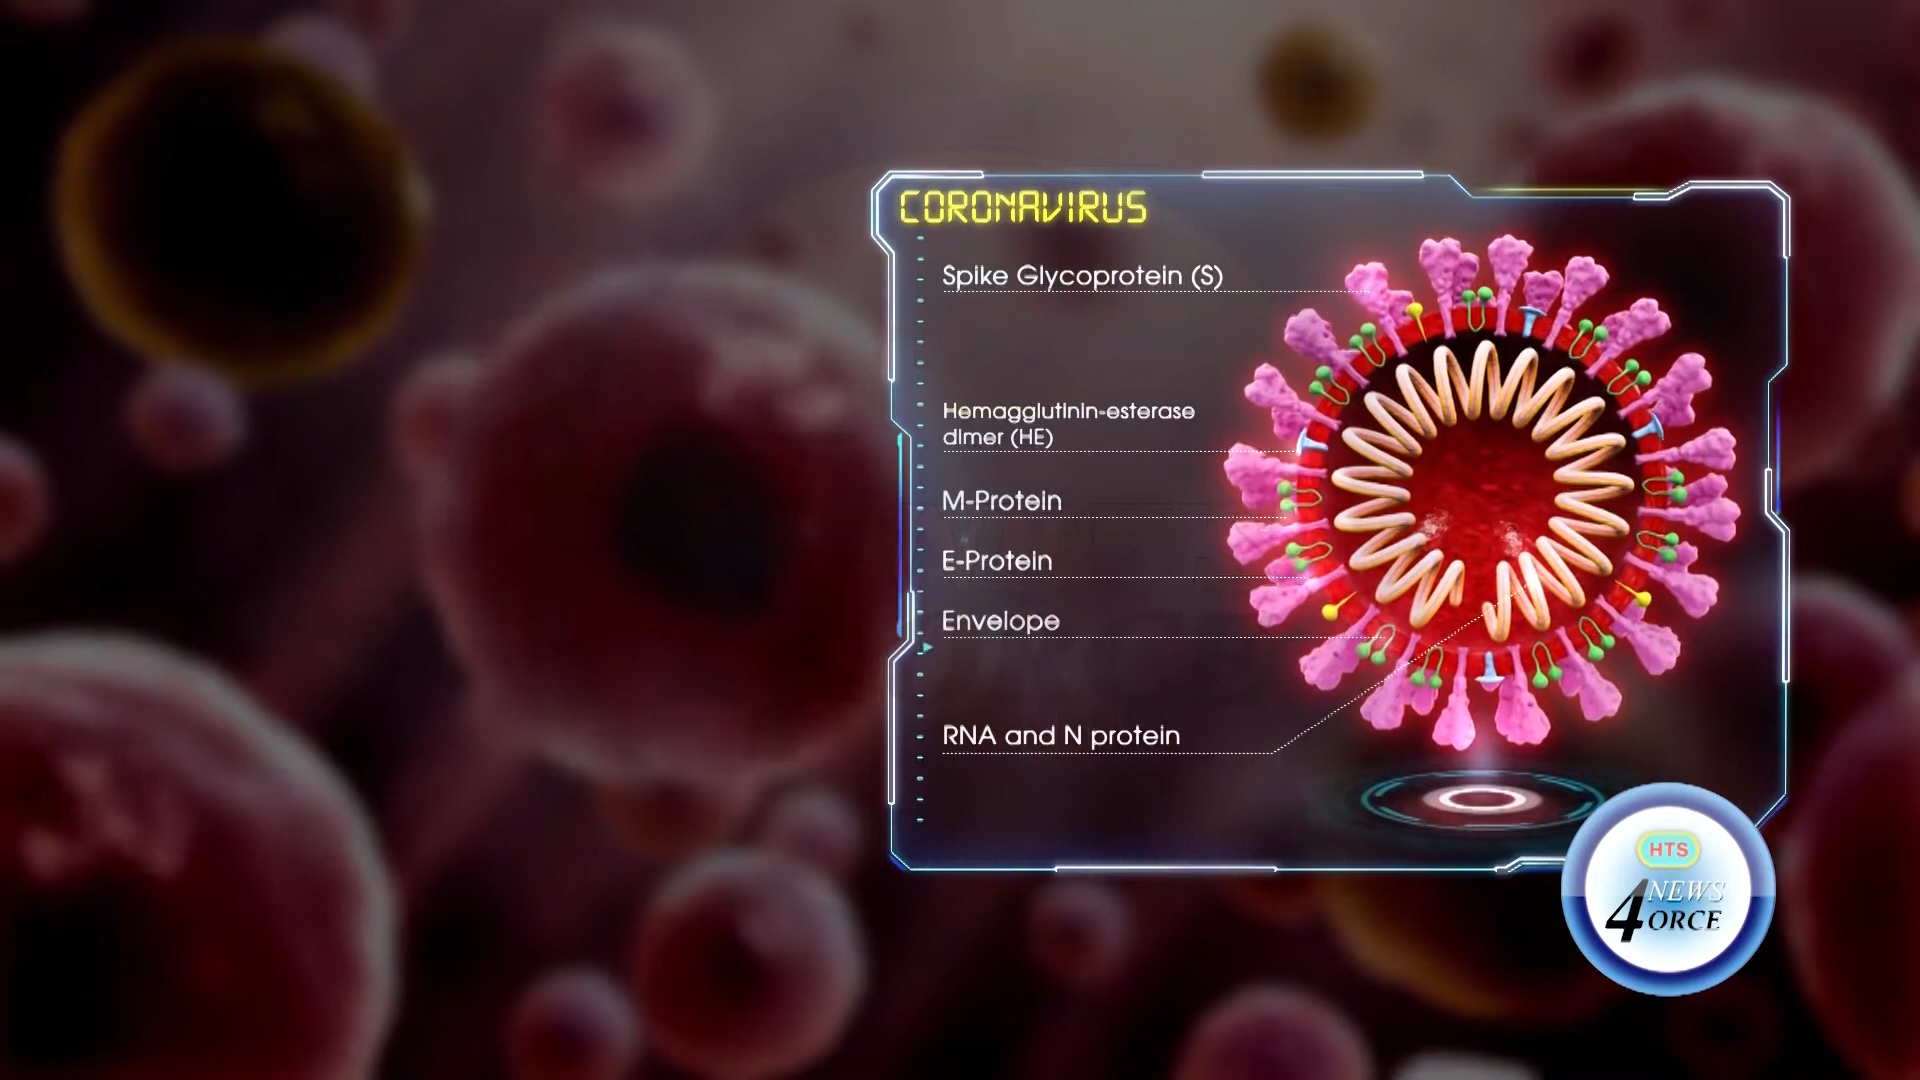 CORONAVIRUS
Spike Glycoprotein (S)
Hemagglutinin-esterase
dimer (HE)
M-Protein
E-Protein
Envelope
RNA and N protein
HTS
4 NEWS
ORCE